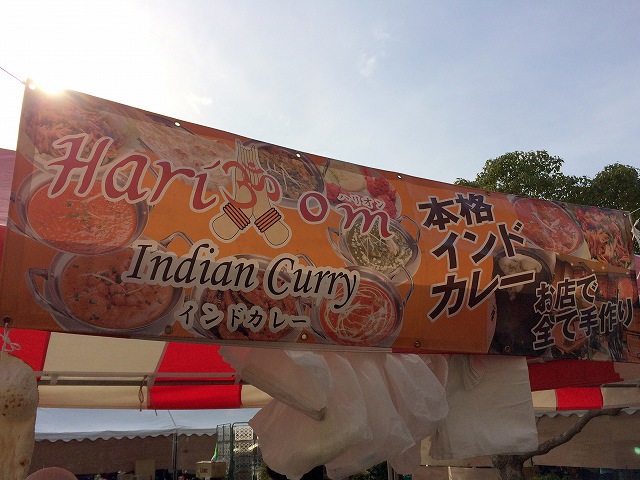 Hari ॐ om
ハリオン
Indian Curry
インドカレー
本格
インド
カレー
お店で
全て手作り